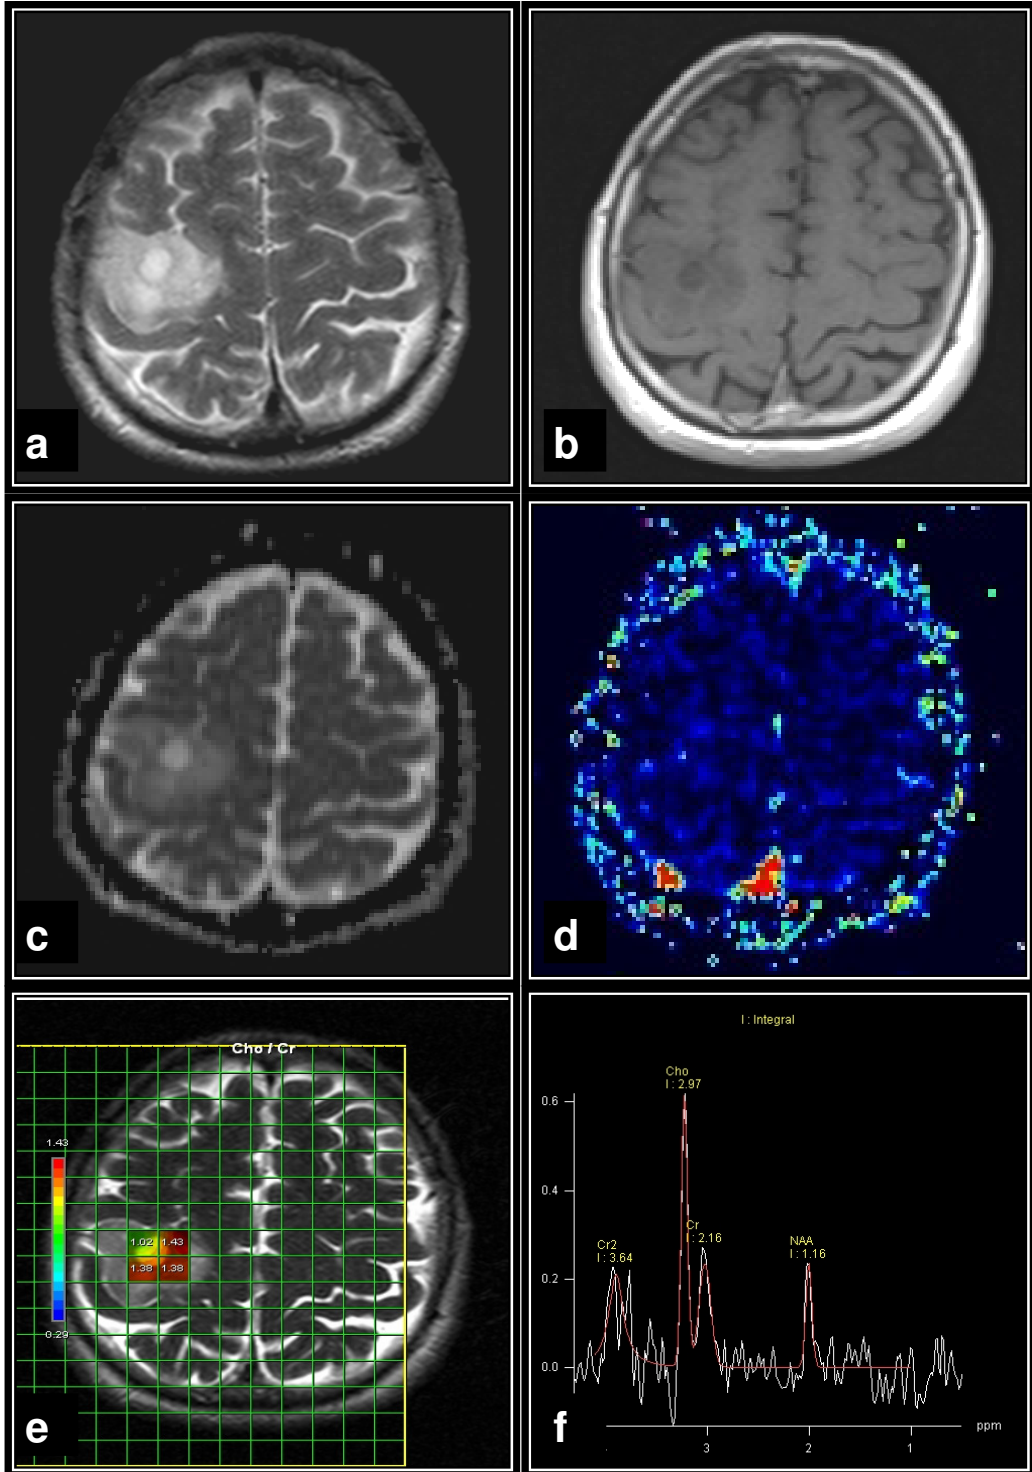 a
b
c
d
Cho / Cr
1.43
1.02 1.43
1.38 1.38
0.29
e
I : Integral
Cho
I : 2.97
0.6
0.4
Cr
I : 2.16
Cr2
I : 3.64
NAA
I : 1.16
0.2
0.0
ppm
3 2 1
f